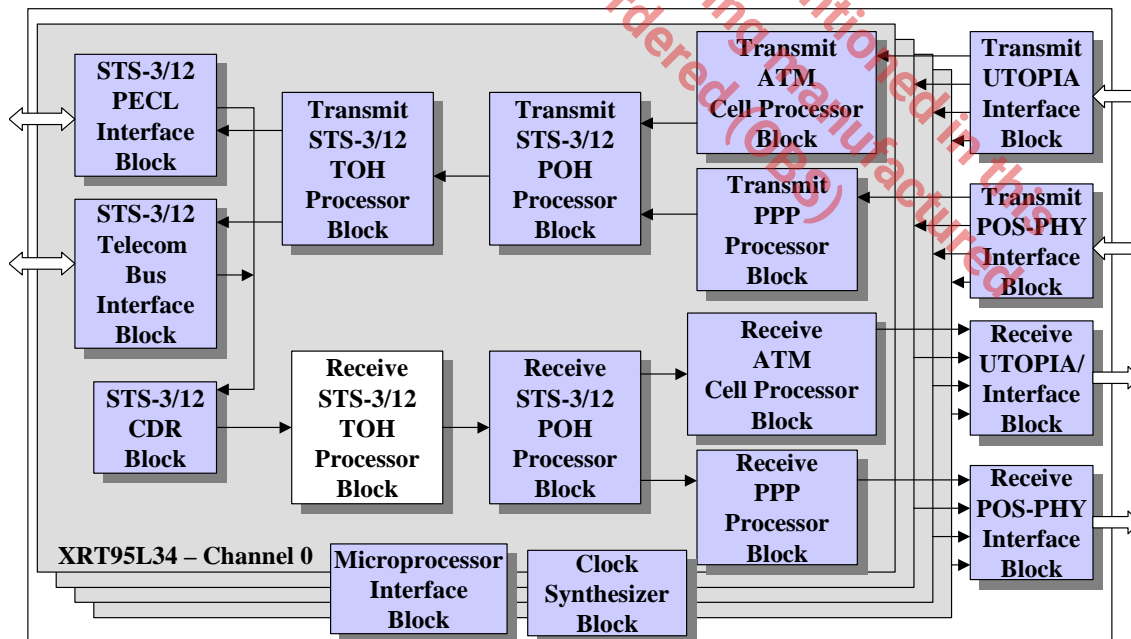 STS-3/12
PECL
Interface
Block
STS-3/12
Telecom
Bus
Interface
Block
STS-3/12
CDR
Block
Transmit
STS-3/12
TOH
Processor
Block
Transmit
STS-3/12
POH
Processor
Block
Transmit
ATM
Cell Processor
Block
Transmit
PPP
Processor
Block
Transmit
UTOPIA
Interface
Block
Transmit
POS-PHY
Interface
Block
Receive
STS-3/12
TOH
Processor
Block
Receive
STS-3/12
POH
Processor
Block
Receive
ATM
Cell Processor
Block
Receive
PPP
Processor
Block
Receive
UTOPIA/
Interface
Block
Receive
POS-PHY
Interface
Block
XRT95L34 – Channel 0
Microprocessor
Interface
Block
Clock
Synthesizer
Block
in this
manufactured
(OBS)